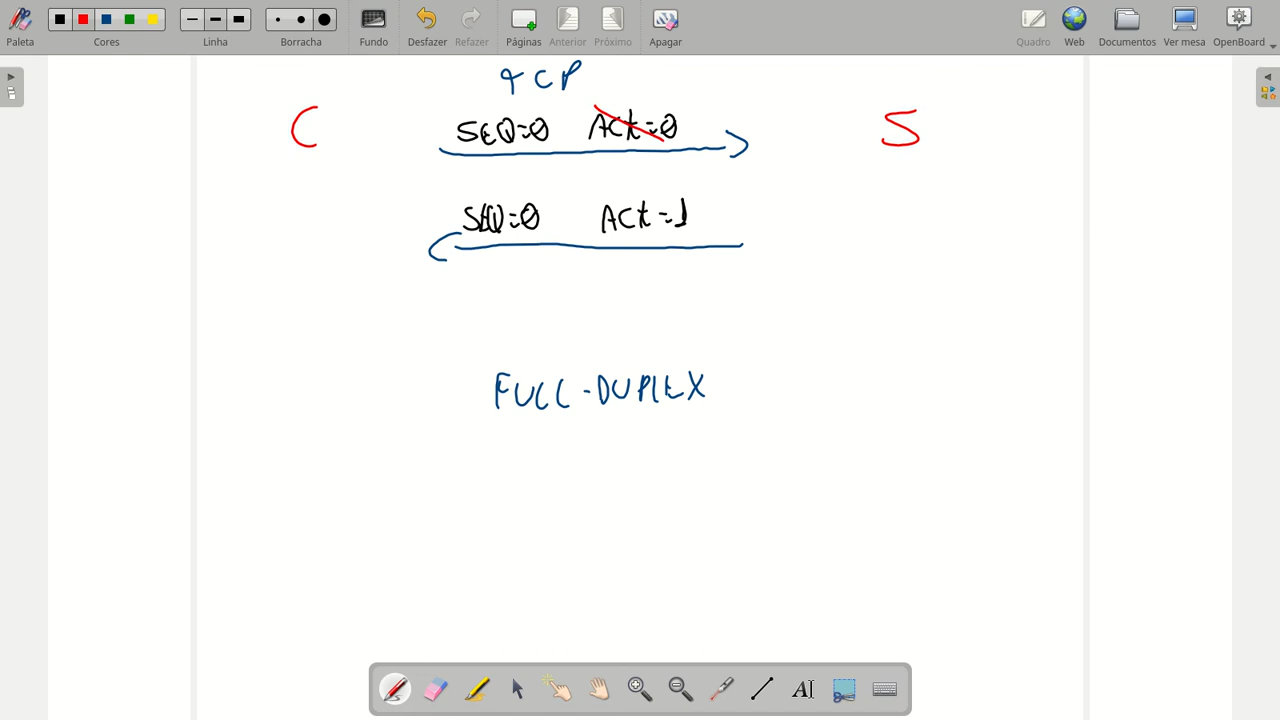 Paleta Cores Linha Borracha Fundo Desfazer Refazer Páginas Anterior Próximo Apagar Quadro Web Documentos Ver mesa OpenBoard
TCP
C SEQ=0 ACK=0 S
SEQ=0 ACK=1
FULL-DUPLEX